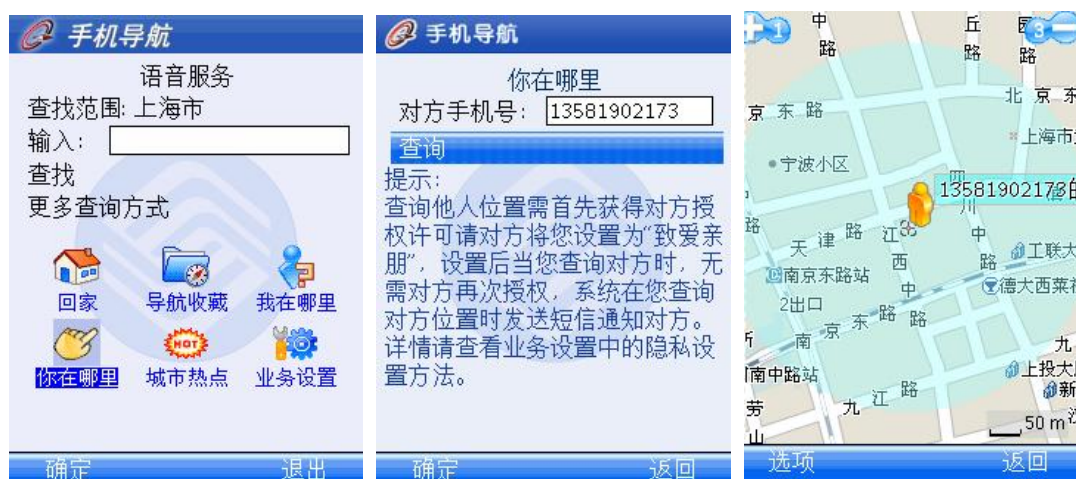 手机导航
语音服务
查找范围: 上海市
输入:
查找
更多查询方式
回家
导航收藏
我在哪里
HOT
你在哪里
城市热点
业务设置
确定
退出
手机导航
你在哪里
对方手机号: 13581902173
查询
提示:
查询他人位置需首先获得对方授
权许可请对方将您设置为“致爱亲
朋”，设置后当您查询对方时，无
需对方再次授权，系统在您查询
对方位置时发送短信通知对方。
详情请查看业务设置中的隐私设
置方法。
确定
返回
1
3
中
路
丘
路
路
北 京 东
京 东 路
上海市
宁波小区
四
川
中
路
13581902173
路
天 津 路
江
西
中
路
工联大
南京东路站
2出口
德大西菜
南 京 东 路
九
南中路站
上投大
新
九 江 路
劳
山
50 m
选项
返回